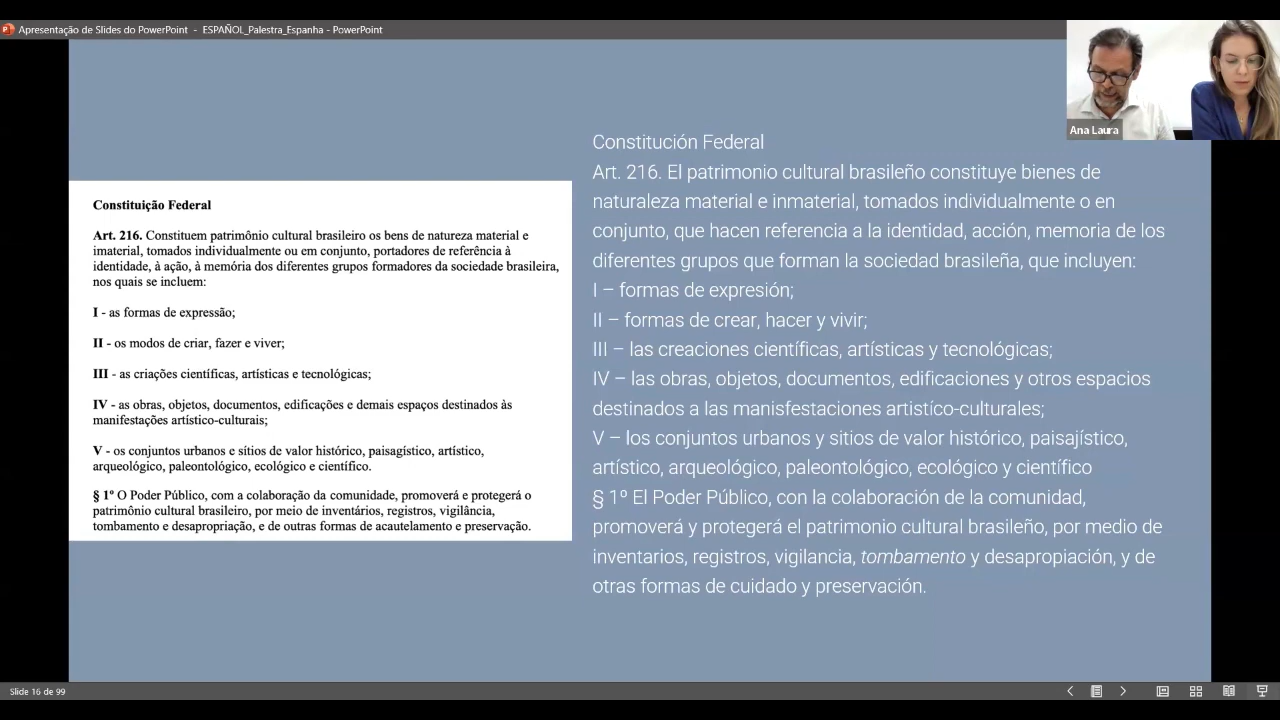 Apresentação de Slides do PowerPoint - ESPAÑOL_Palestra_Espanha - PowerPoint
Ana Laura
Constituição Federal
Art. 216. Constituem patrimônio cultural brasileiro os bens de natureza material e
imaterial, tomados individualmente ou em conjunto, portadores de referência à
identidade, à ação, à memória dos diferentes grupos formadores da sociedade brasileira,
nos quais se incluem:
I - as formas de expressão;
II - os modos de criar, fazer e viver;
III - as criações científicas, artísticas e tecnológicas;
IV - as obras, objetos, documentos, edificações e demais espaços destinados às
manifestações artístico-culturais;
V - os conjuntos urbanos e sítios de valor histórico, paisagístico, artístico,
arqueológico, paleontológico, ecológico e científico.
§ 1º O Poder Público, com a colaboração da comunidade, promoverá e protegerá o
patrimônio cultural brasileiro, por meio de inventários, registros, vigilância,
tombamento e desapropriação, e de outras formas de acautelamento e preservação.
Constitución Federal
Art. 216. El patrimonio cultural brasileño constituye bienes de
naturaleza material e inmaterial, tomados individualmente o en
conjunto, que hacen referencia a la identidad, acción, memoria de los
diferentes grupos que forman la sociedad brasileña, que incluyen:
I – formas de expresión;
II – formas de crear, hacer y vivir;
III – las creaciones científicas, artísticas y tecnológicas;
IV – las obras, objetos, documentos, edificaciones y otros espacios
destinados a las manisfestaciones artistíco-culturales;
V – los conjuntos urbanos y sitios de valor histórico, paisajístico,
artístico, arqueológico, paleontológico, ecológico y científico
§ 1º El Poder Público, con la colaboración de la comunidad,
promoverá y protegerá el patrimonio cultural brasileño, por medio de
inventarios, registros, vigilancia, tombamento y desapropiación, y de
otras formas de cuidado y preservación.
Slide 16 de 99